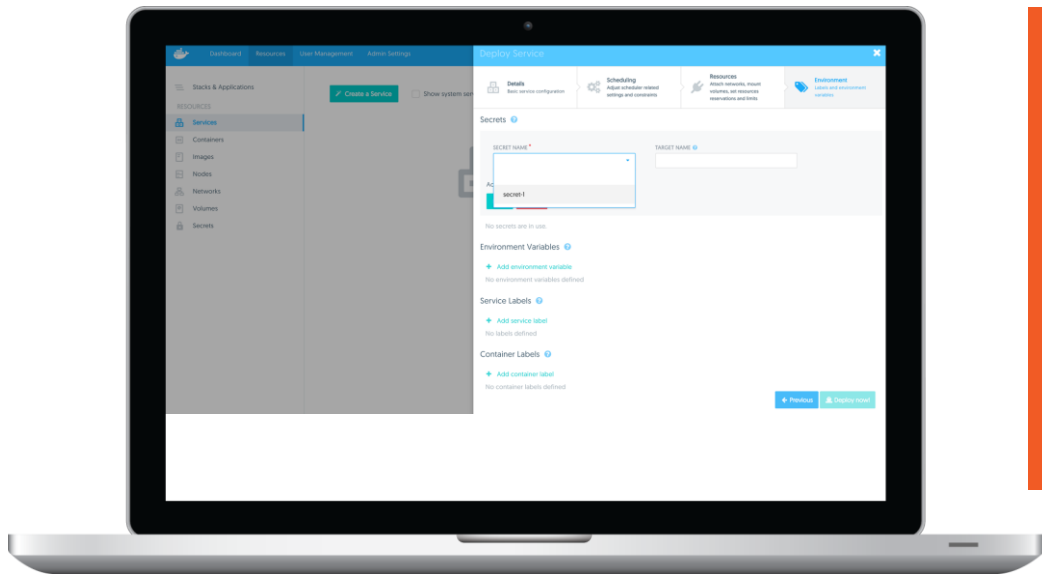 Dashboard Resources User Management Admin Settings
Deploy Service
Stacks & Applications
RESOURCES
Services
Containers
Images
Nodes
Networks
Volumes
Secrets
Create a Service
Show system ser
Details
Basic service configuration
Scheduling
Adjust scheduler-related
settings and constraints
Resources
Attach networks, mount
volumes, set resources
reservations and limits
Environment
Labels and environment
variables
Secrets
SECRET NAME *
TARGET NAME
secret-1
No secrets are in use.
Environment Variables
+ Add environment variable
No environment variables defined
Service Labels
+ Add service label
No labels defined
Container Labels
+ Add container label
No container labels defined
Previous
Deploy now!